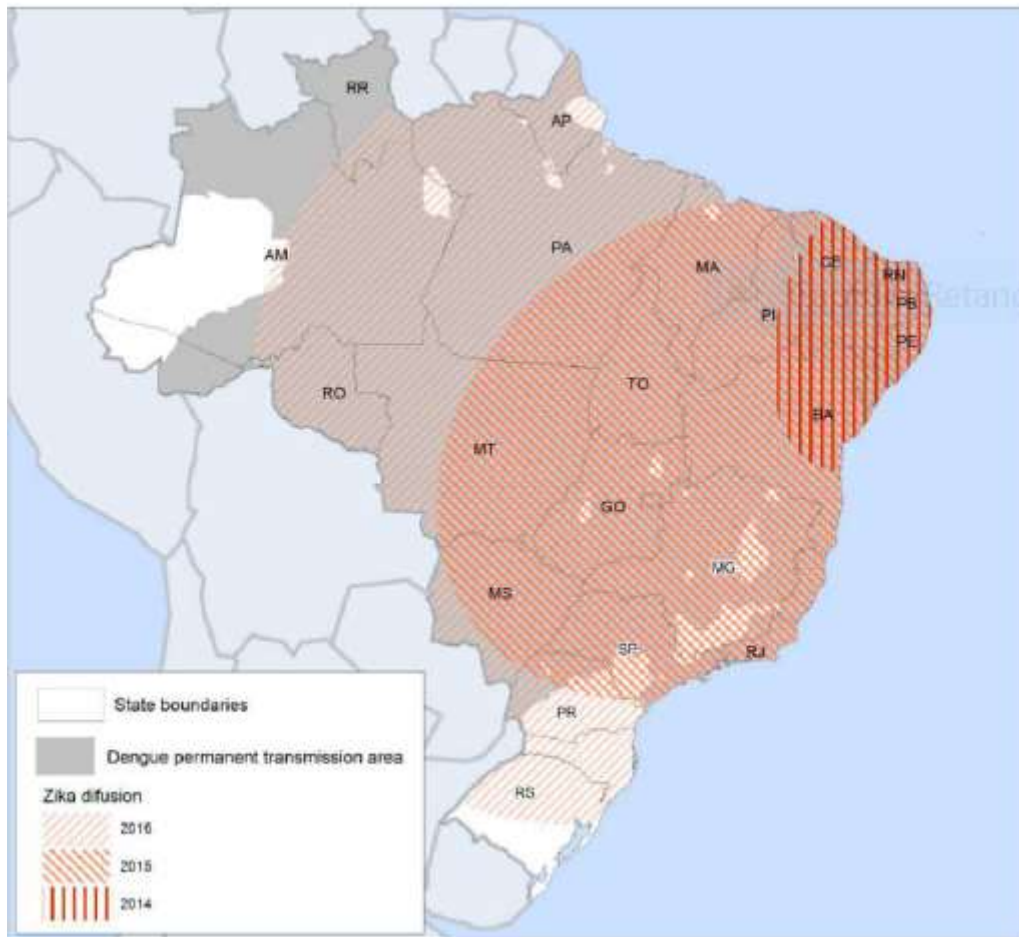 RR
AP
AM
PA
MA
CE
RN
PB
PI
PE
TO
RO
BA
MT
GO
MG
MS
SP
RJ
PR
RS
State boundaries
Dengue permanent transmission area
Zika difusion
2016
2015
2014